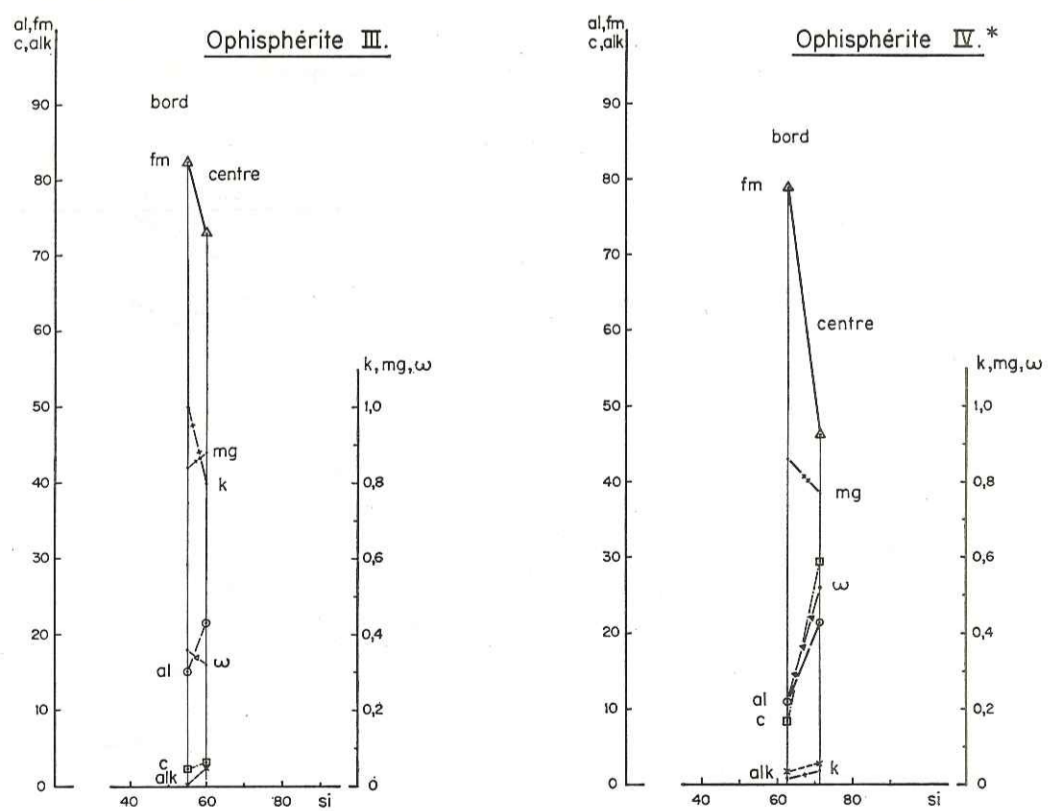 al,fm
c,alk
Ophisphérite III.
bord
90
fm
80
centre
70
60
k,mg,ω
50
1,0
mg
40
k
0,8
30
0,6
20
0,4
al
ω
10
0,2
c
alk
0
0
40
60
80
si
al,fm
c,alk
Ophisphérite IV.*
90
bord
fm
80
70
60
centre
k,mg,ω
50
1,0
40
mg
0,8
30
0,6
ω
20
0,4
al
10
c
0,2
alk
k
0
0
40
60
80
si